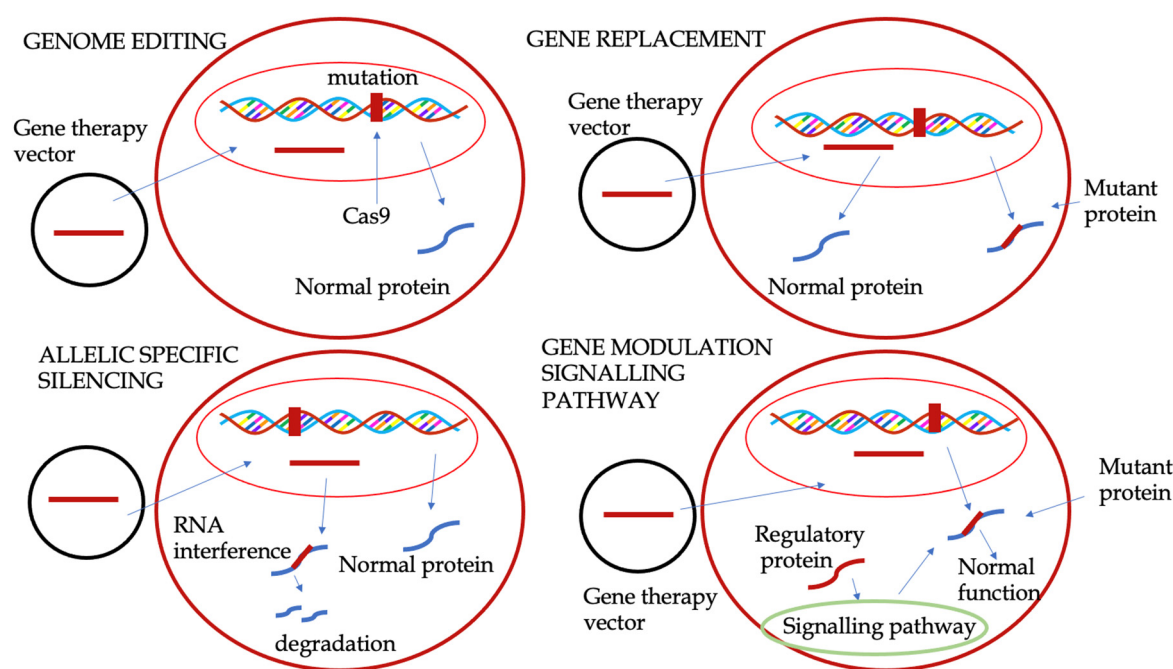 GENOME EDITING
mutation
Gene therapy
vector
Cas9
Normal protein
GENE REPLACEMENT
Gene therapy
vector
Mutant
protein
Normal protein
ALLELIC SPECIFIC
SILENCING
RNA
interference
Normal protein
degradation
GENE MODULATION
SIGNALLING
PATHWAY
Mutant
protein
Regulatory
protein
Normal
function
Gene therapy
vector
Signalling pathway